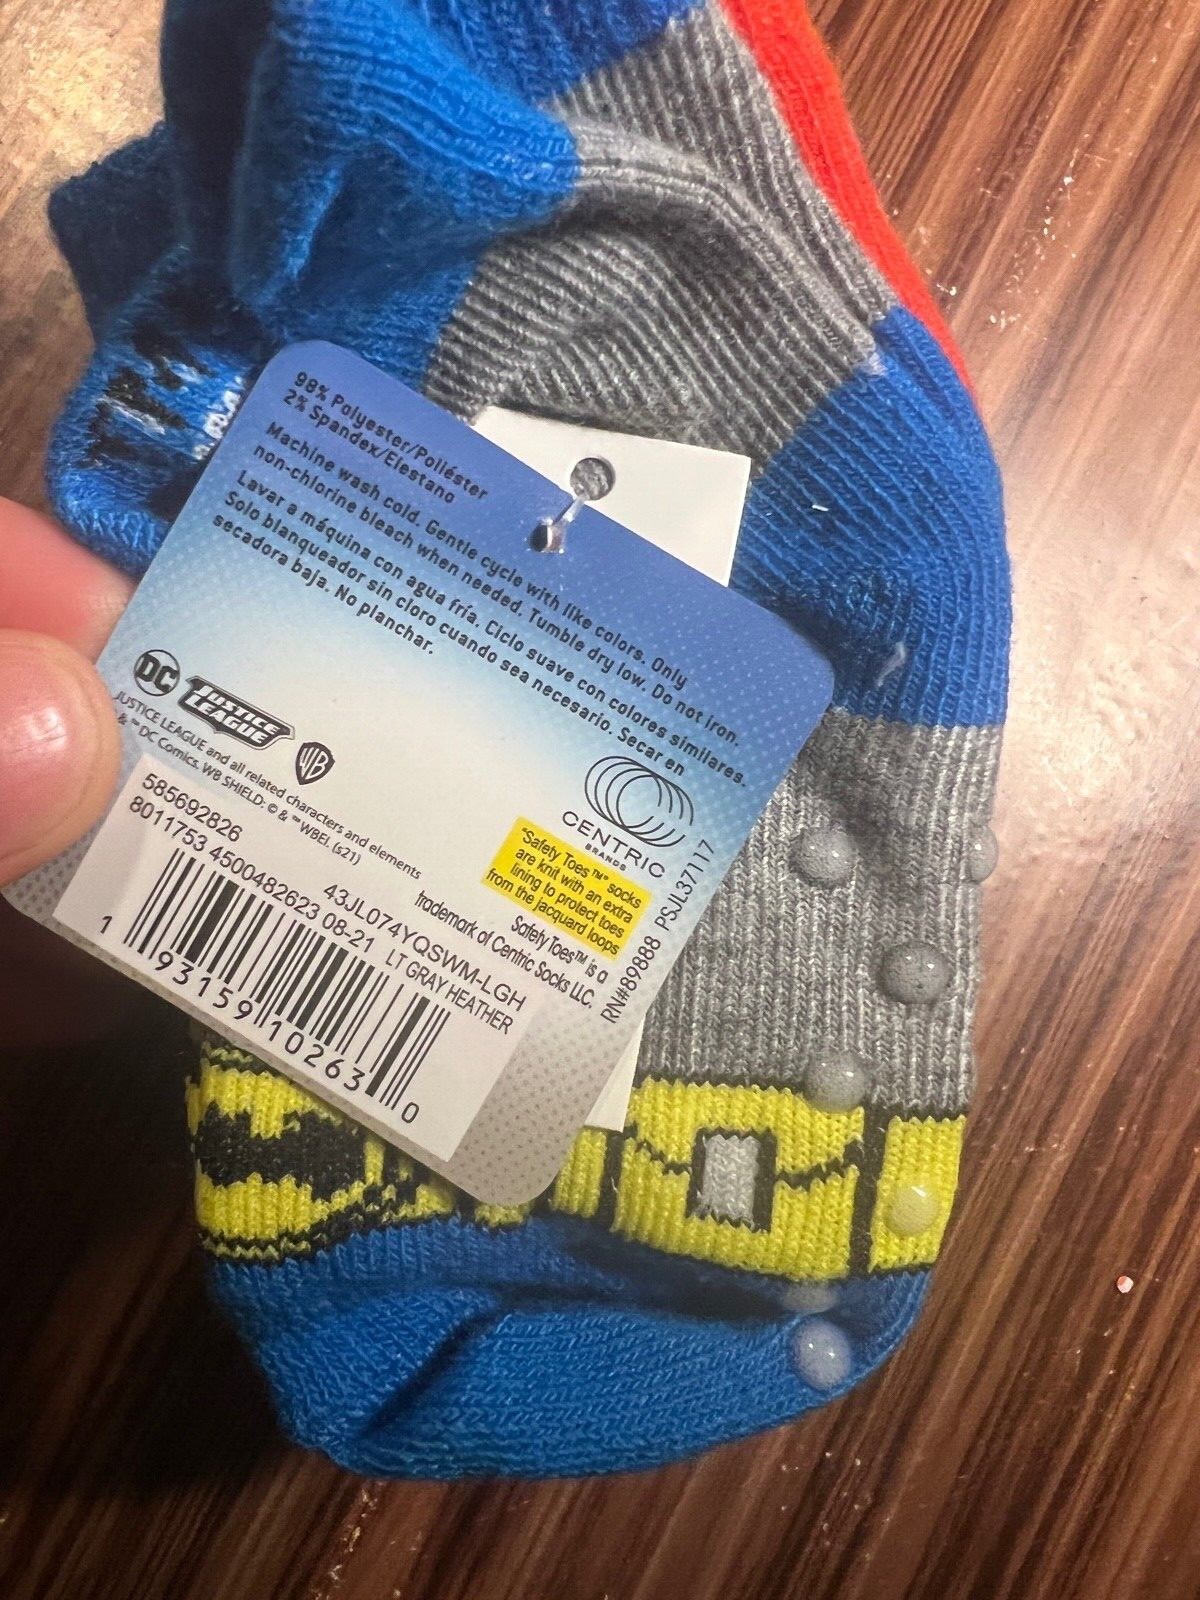 98% Polyester/Poliéster
2% Spandex/Elestano
Machine wash cold. Gentle cycle with like colors. Only
non-chlorine bleach when needed. Tumble dry low. Do not iron.
Lavar a máquina con agua fría. Ciclo suave con colores similares.
Solo blanqueador sin cloro cuando sea necesario. Secar en
secadora baja. No planchar.
DC
JUSTICE
LEAGUE
WB
JUSTICE LEAGUE and all related characters and elements
& ™ DC Comics. WB SHIELD: © & ™ WBEI. (s21)
CENTRIC
BRANDS
*Safety Toes™ socks
are knit with an extra
lining to protect toes
from the jacquard loops
Safety Toes™ is a
trademark of Centric Socks LLC.
RN#89888 PSJL37117
585692826
8011753 4500482623 08-21
43JL074YQSWM-LGH
LT GRAY HEATHER
1 93159 10263 0